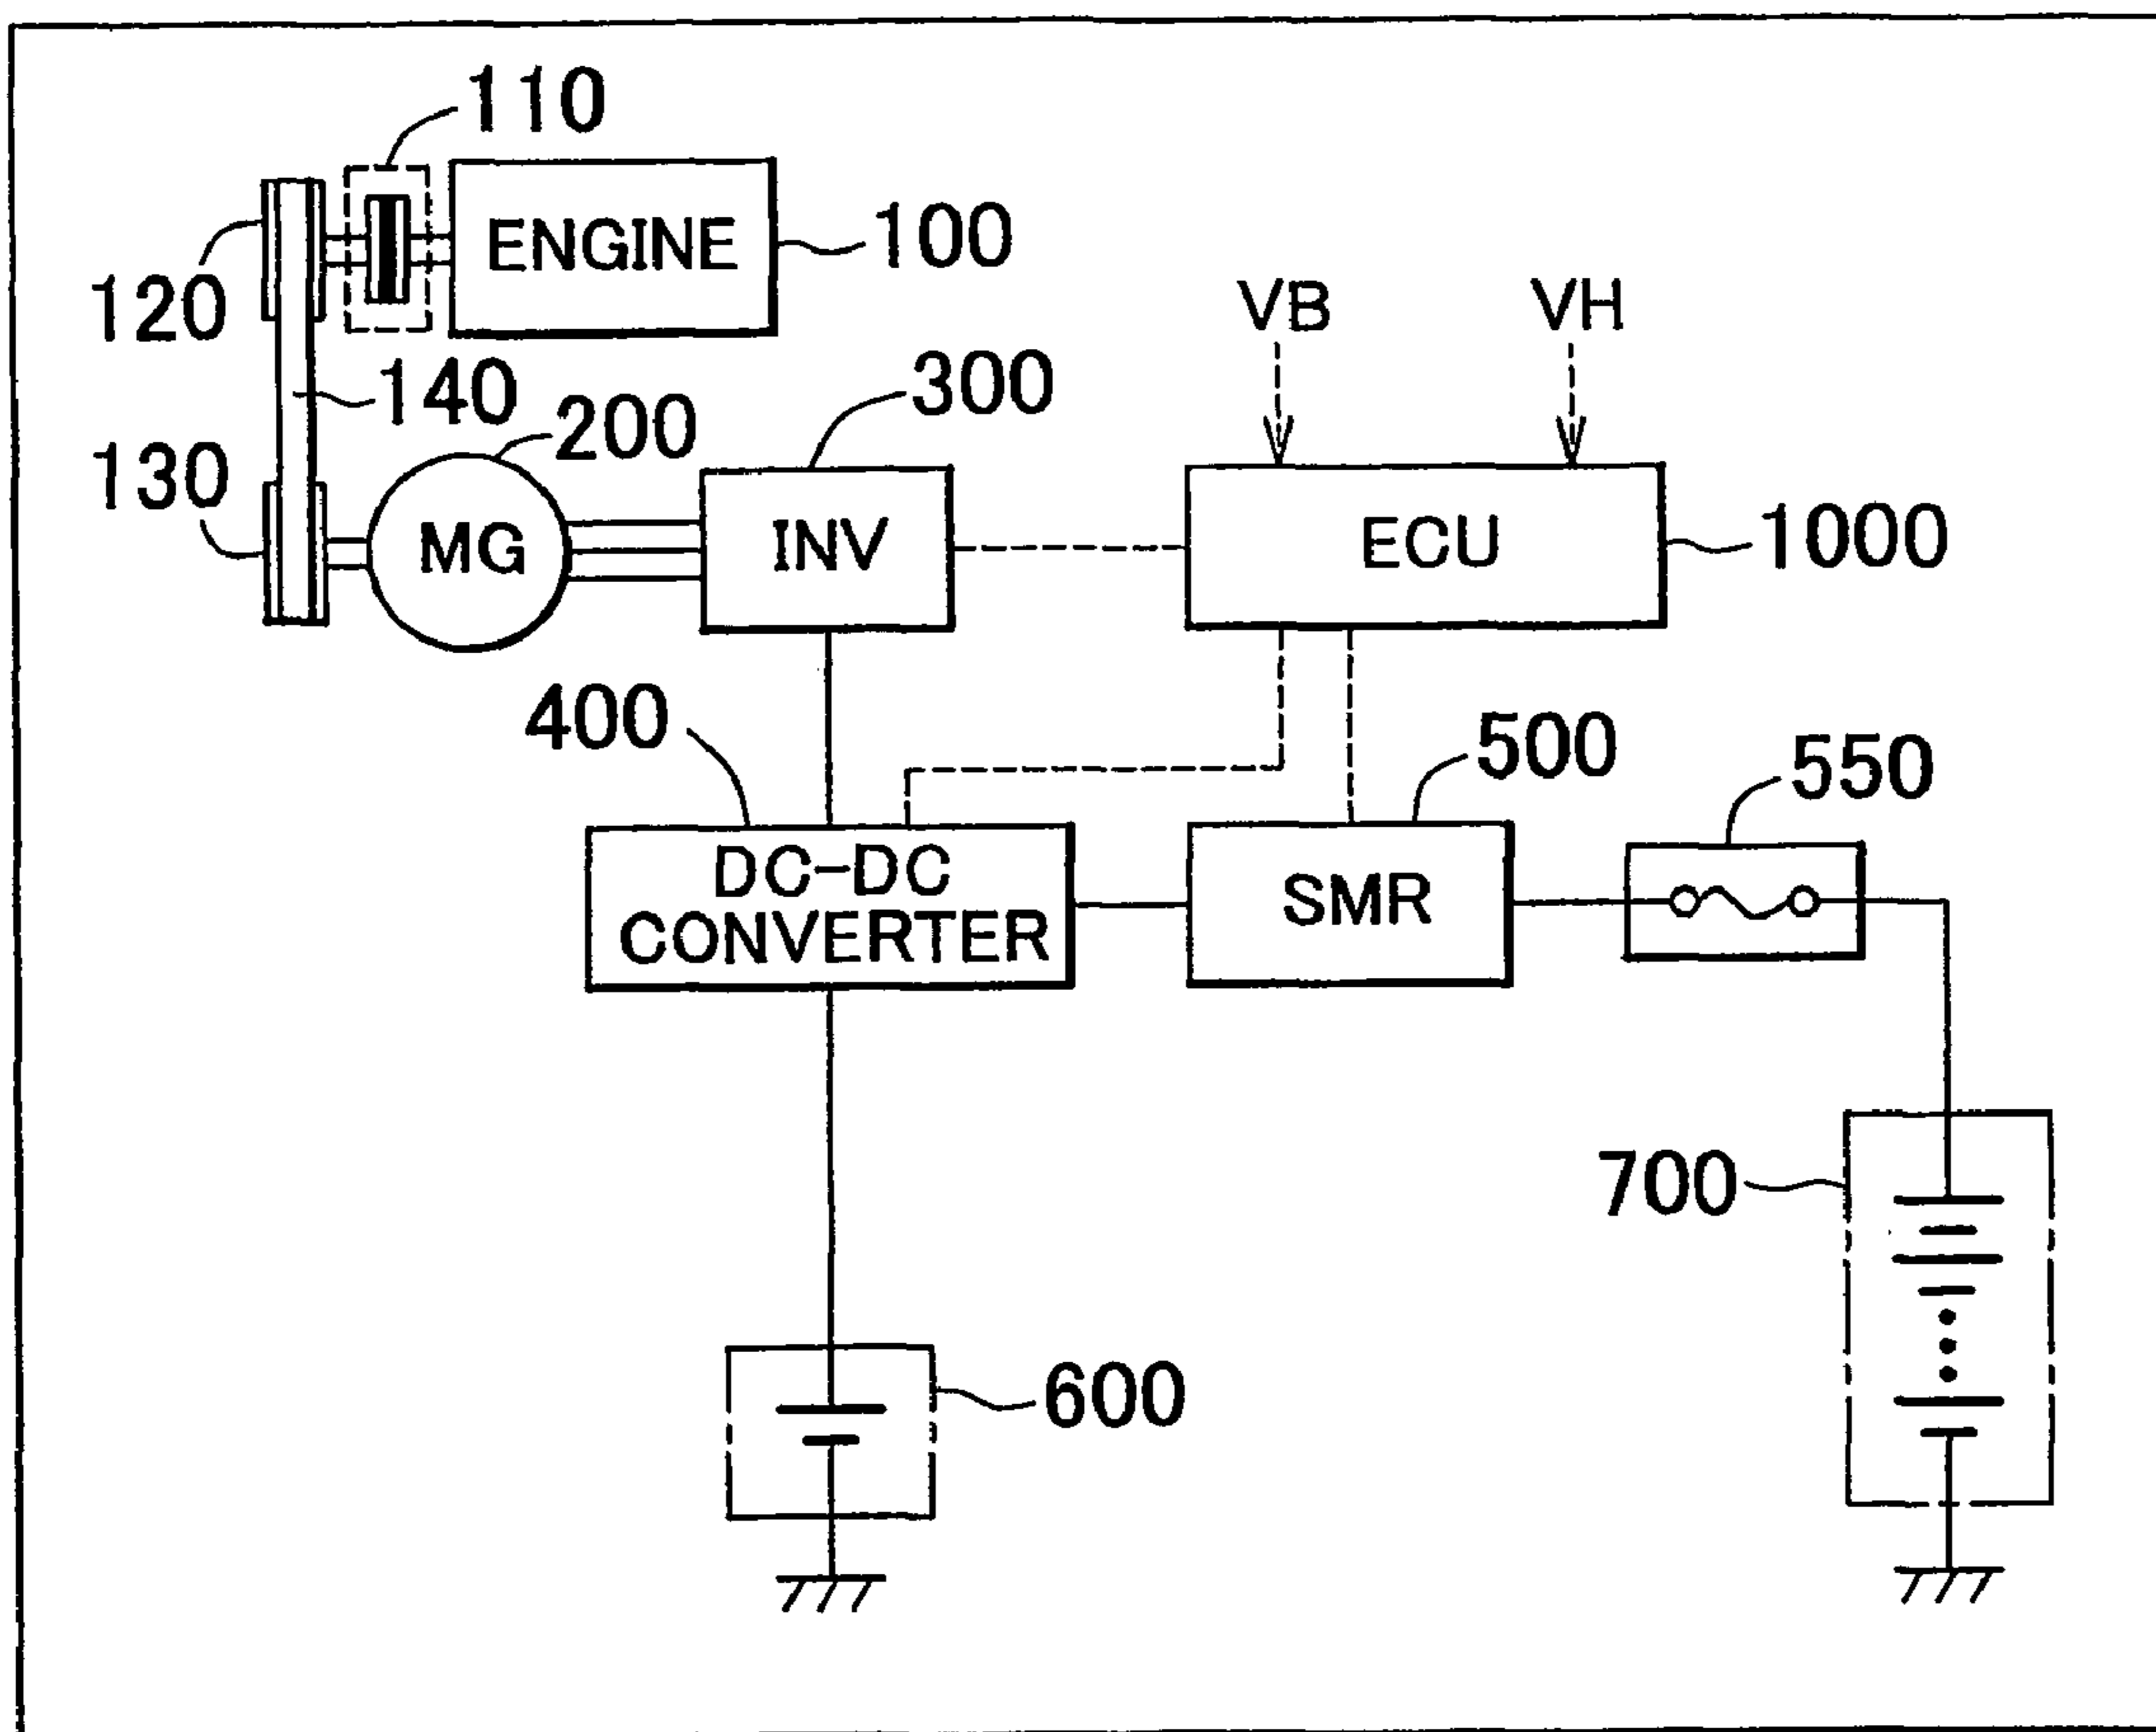 110
ENGINE
100
120
VB
VH
140
200
300
130
MG
INV
ECU
1000
400
500
550
DC-DC
CONVERTER
SMR
700
600